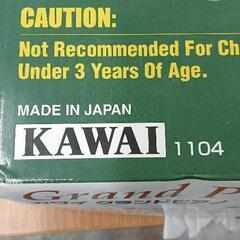 CAUTION:
Not Recommended For Ch
Under 3 Years Of Age.
MADE IN JAPAN
KAWAI 1104
Grand P